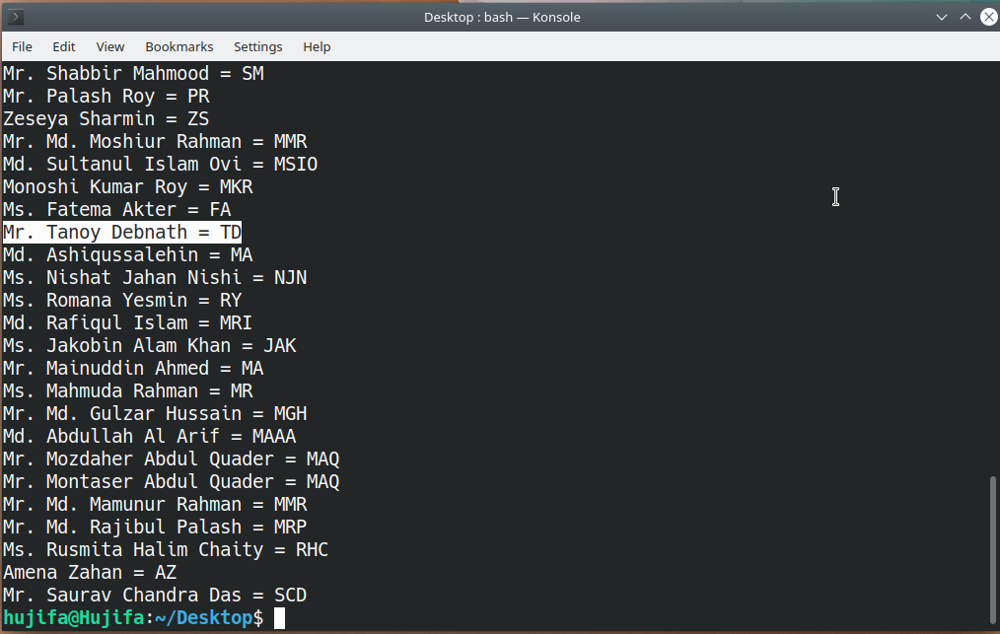 Desktop : bash — Konsole
File Edit View Bookmarks Settings Help
Mr. Shabbir Mahmood = SM
Mr. Palash Roy = PR
Zeseya Sharmin = ZS
Mr. Md. Moshiur Rahman = MMR
Md. Sultanul Islam Ovi = MSIO
Monoshi Kumar Roy = MKR
Ms. Fatema Akter = FA
Mr. Tanoy Debnath = TD
Md. Ashiqussalehin = MA
Ms. Nishat Jahan Nishi = NJN
Ms. Romana Yesmin = RY
Md. Rafiqul Islam = MRI
Ms. Jakobin Alam Khan = JAK
Mr. Mainuddin Ahmed = MA
Ms. Mahmuda Rahman = MR
Mr. Md. Gulzar Hussain = MGH
Md. Abdullah Al Arif = MAAA
Mr. Mozdaher Abdul Quader = MAQ
Mr. Montaser Abdul Quader = MAQ
Mr. Md. Mamunur Rahman = MMR
Mr. Md. Rajibul Palash = MRP
Ms. Rusmita Halim Chaity = RHC
Amena Zahan = AZ
Mr. Saurav Chandra Das = SCD
hujifa@Hujifa:~/Desktop$